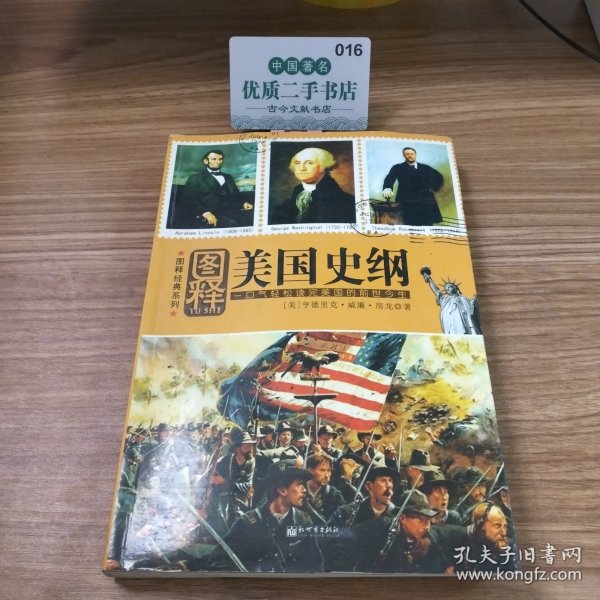 016
中国著名
优质二手书店
古今文献书店
Abraham Lincoln (1809-1865)
George Washington (1732-1799)
Theodore Roosevelt
图释经典系列
图释
TU SHI
美国史纲
一口气轻松读完美国的前世今生
[美]亨德里克·威廉·房龙◎著
新世界出版社
孔夫子旧书网
www.kongfz.com